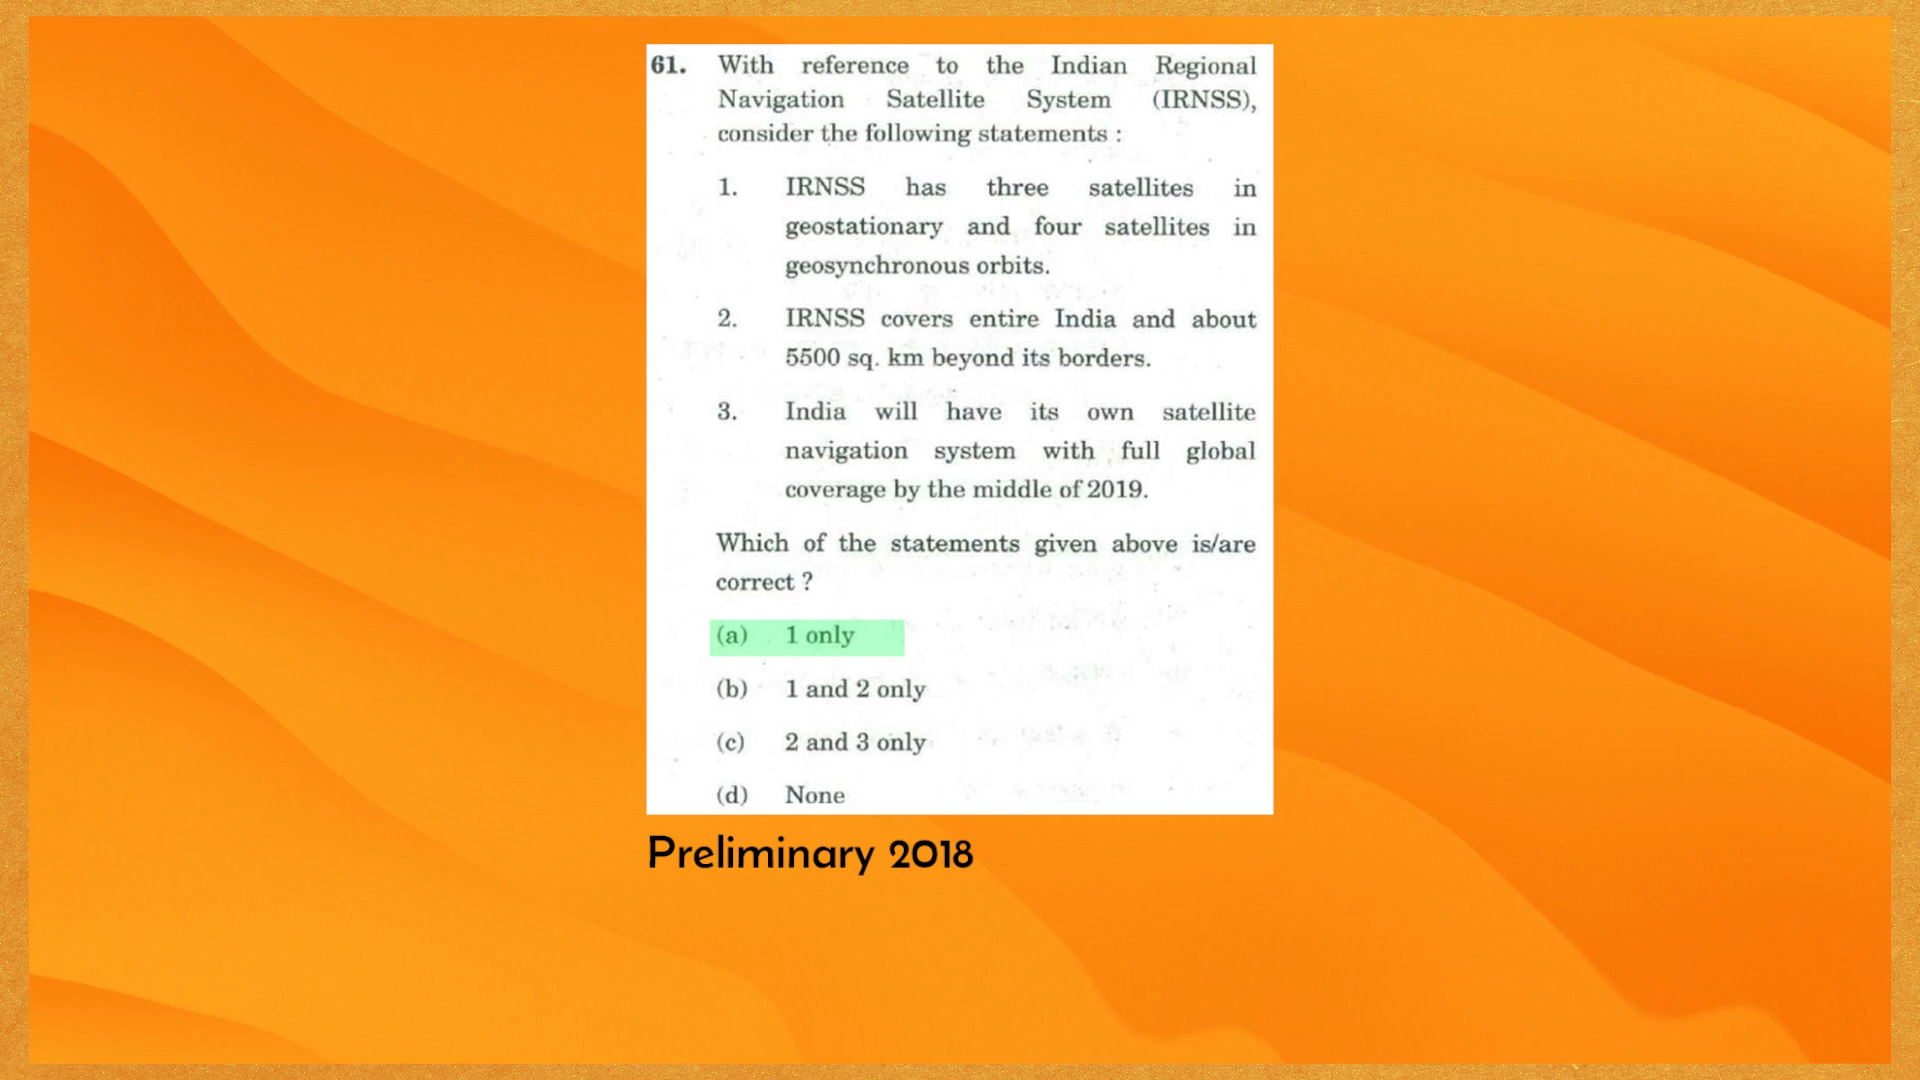 61. With reference to the Indian Regional
Navigation Satellite System (IRNSS),
consider the following statements :
1. IRNSS has three satellites in
geostationary and four satellites in
geosynchronous orbits.
2. IRNSS covers entire India and about
5500 sq. km beyond its borders.
3. India will have its own satellite
navigation system with full global
coverage by the middle of 2019.
Which of the statements given above is/are
correct ?
(a) 1 only
(b) 1 and 2 only
(c) 2 and 3 only
(d) None
Preliminary 2018